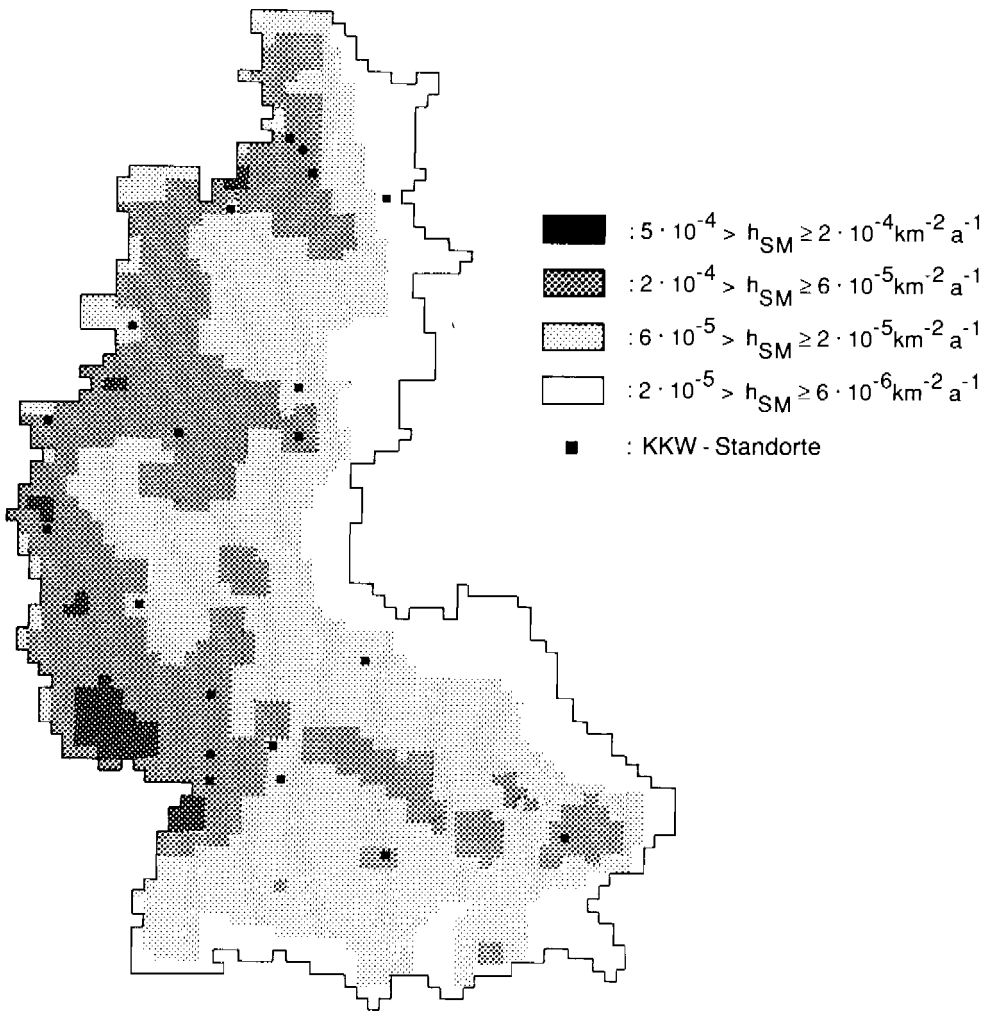 : 5 · 10⁻⁴ > h_SM ≥ 2 · 10⁻⁴ km⁻² a⁻¹
: 2 · 10⁻⁴ > h_SM ≥ 6 · 10⁻⁵ km⁻² a⁻¹
: 6 · 10⁻⁵ > h_SM ≥ 2 · 10⁻⁵ km⁻² a⁻¹
: 2 · 10⁻⁵ > h_SM ≥ 6 · 10⁻⁶ km⁻² a⁻¹
: KKW - Standorte